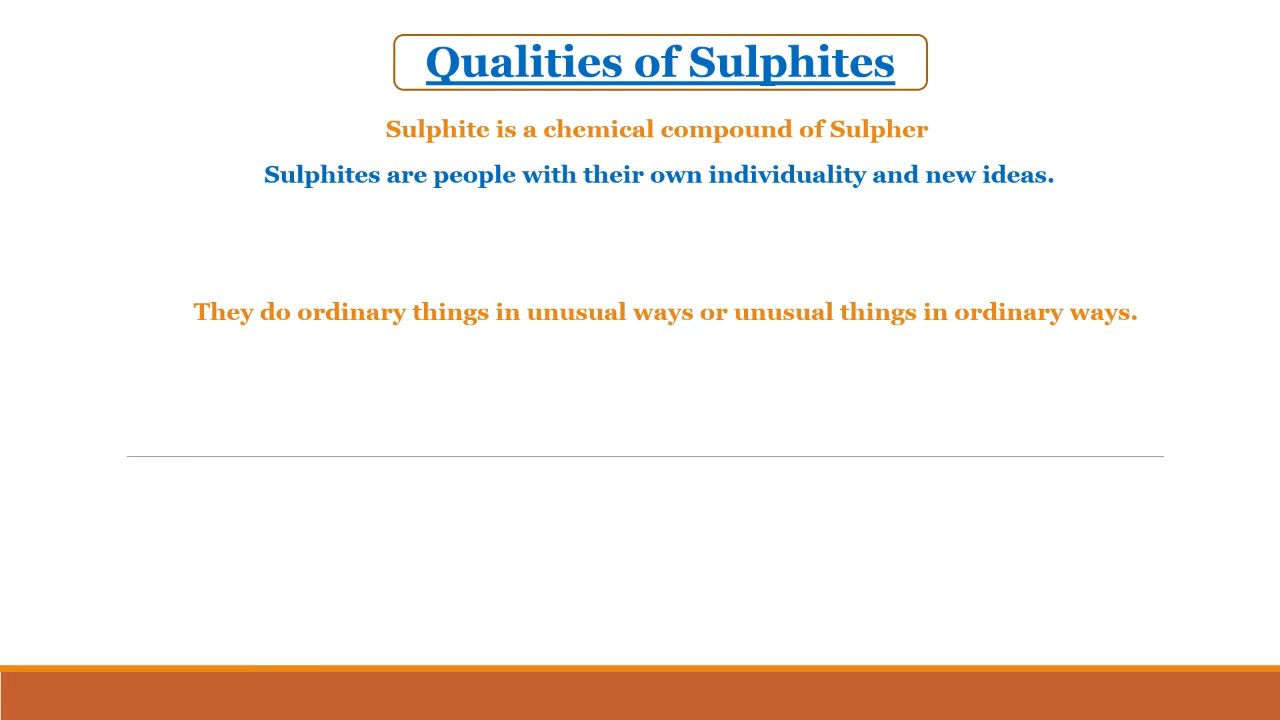 Qualities of Sulphites
Sulphite is a chemical compound of Sulpher
Sulphites are people with their own individuality and new ideas.
They do ordinary things in unusual ways or unusual things in ordinary ways.